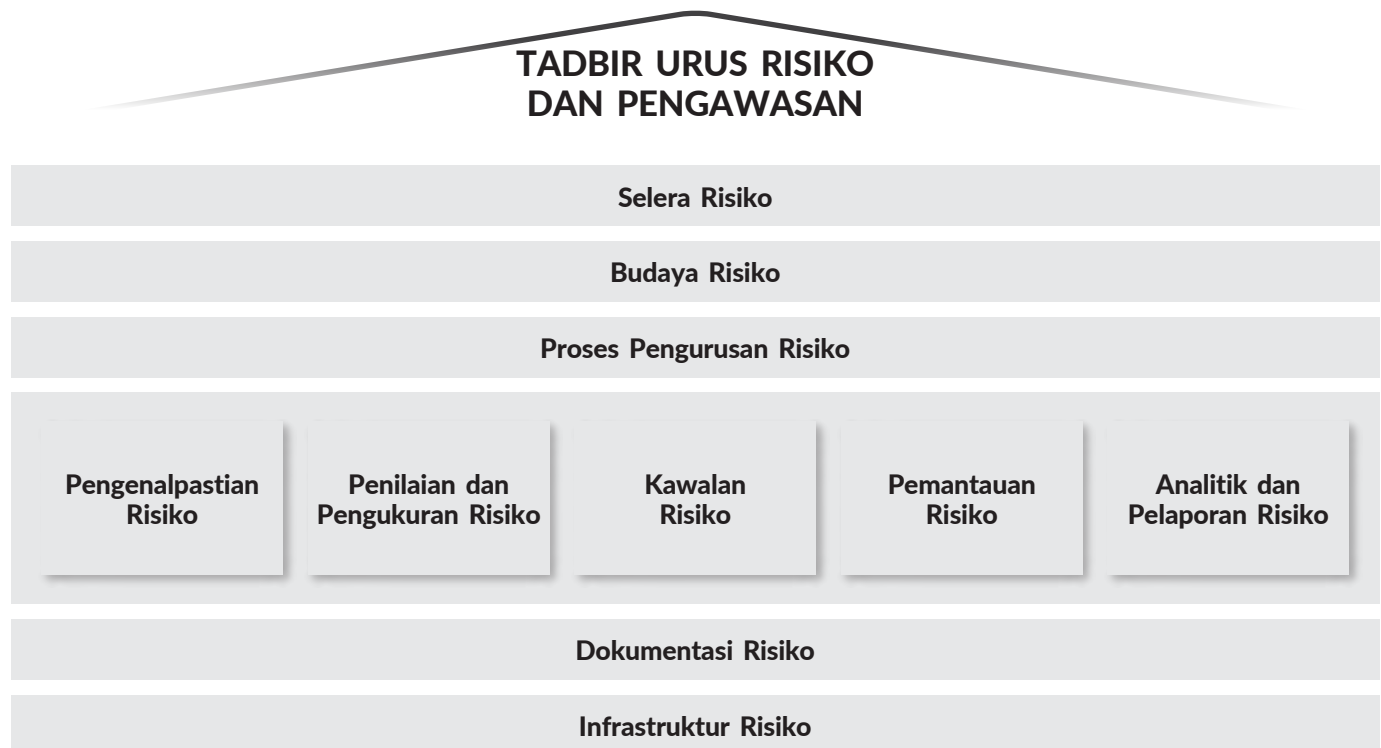 TADBIR URUS RISIKO
DAN PENGAWASAN
Selera Risiko
Budaya Risiko
Proses Pengurusan Risiko
Pengenalpastian
Risiko
Penilaian dan
Pengukuran Risiko
Kawalan
Risiko
Pemantauan
Risiko
Analitik dan
Pelaporan Risiko
Dokumentasi Risiko
Infrastruktur Risiko